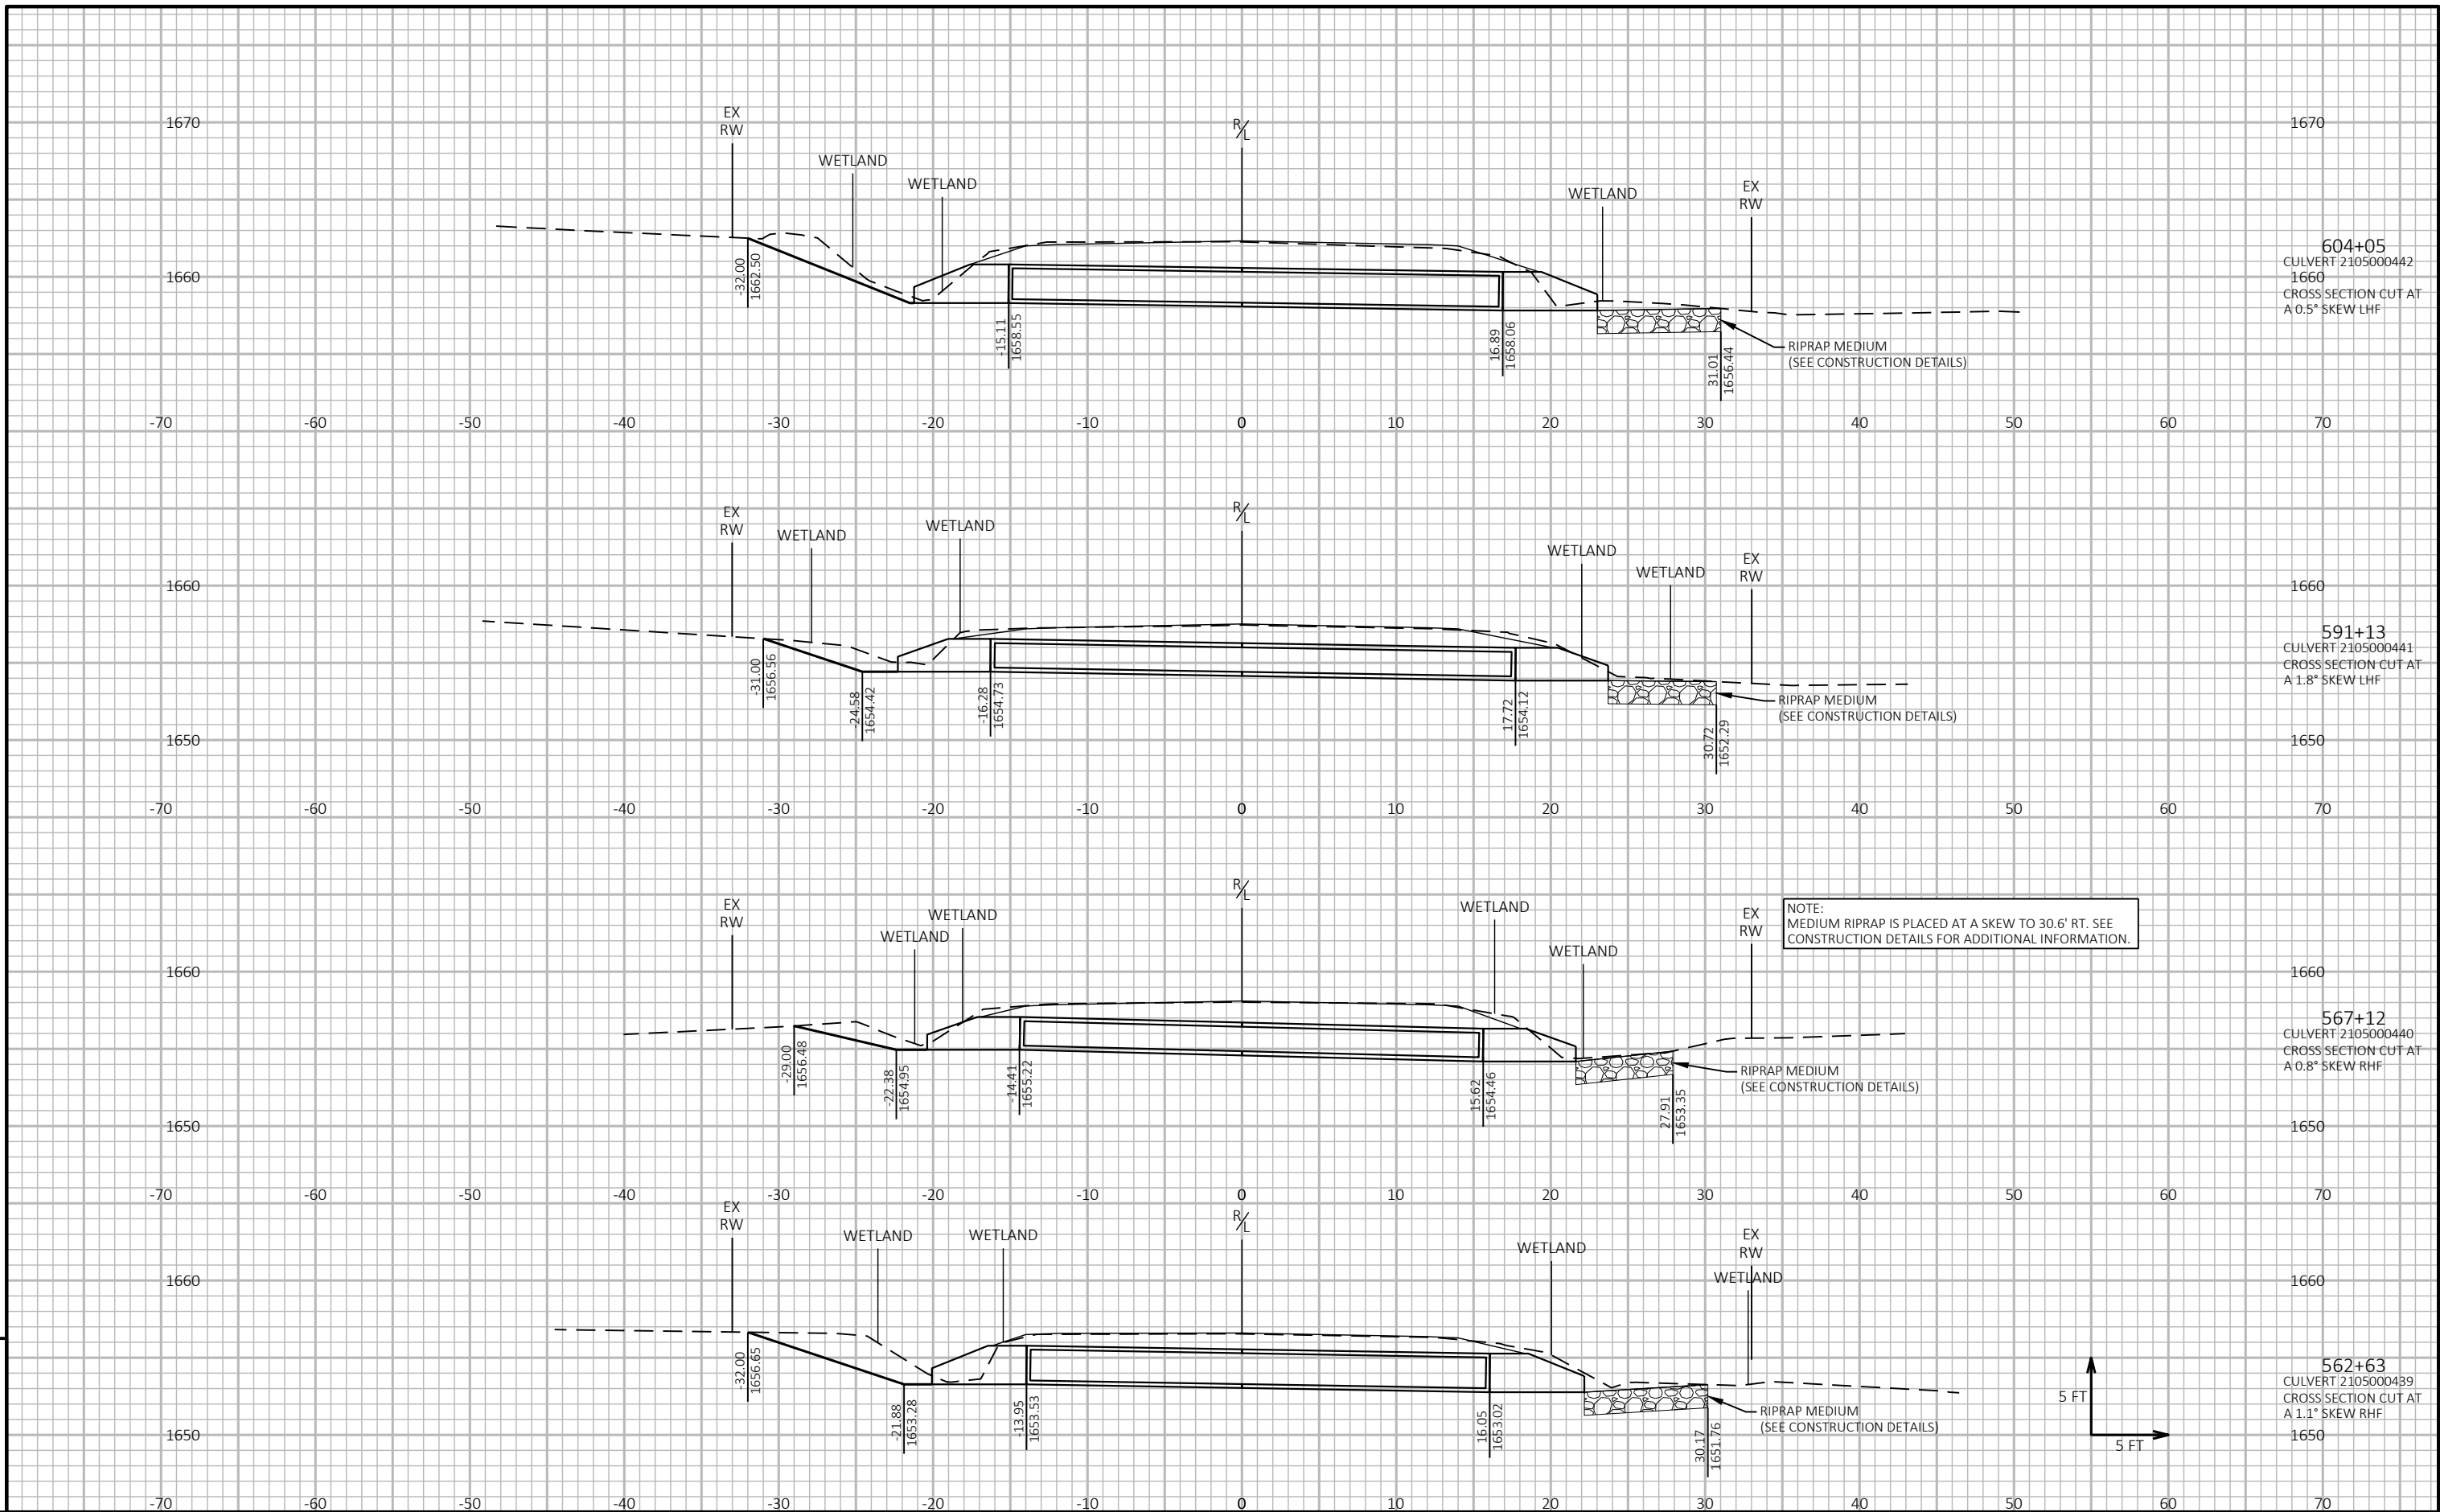 EX
RW
R/L
1670
1670
WETLAND
WETLAND
WETLAND
EX
RW
604+05
CULVERT 2105000442
1660
1660
CROSS SECTION CUT AT
A 0.5° SKEW LHF
-32.00
1662.50
-15.11
1658.55
16.89
1658.06
31.01
1656.44
RIPRAP MEDIUM
(SEE CONSTRUCTION DETAILS)
-70 -60 -50 -40 -30 -20 -10 0 10 20 30 40 50 60 70
EX
RW
R/L
WETLAND
WETLAND
WETLAND
WETLAND
EX
RW
1660
1660
591+13
CULVERT 2105000441
CROSS SECTION CUT AT
A 1.8° SKEW LHF
-31.00
1656.56
-24.58
1654.42
-16.28
1654.73
17.72
1654.12
30.72
1652.29
RIPRAP MEDIUM
(SEE CONSTRUCTION DETAILS)
1650
1650
-70 -60 -50 -40 -30 -20 -10 0 10 20 30 40 50 60 70
EX
RW
R/L
WETLAND
WETLAND
WETLAND
WETLAND
EX
RW
NOTE:
MEDIUM RIPRAP IS PLACED AT A SKEW TO 30.6' RT. SEE
CONSTRUCTION DETAILS FOR ADDITIONAL INFORMATION.
1660
1660
567+12
CULVERT 2105000440
CROSS SECTION CUT AT
A 0.8° SKEW RHF
-29.00
1656.48
-22.38
1654.95
-14.41
1655.22
15.62
1654.46
27.91
1653.35
RIPRAP MEDIUM
(SEE CONSTRUCTION DETAILS)
1650
1650
-70 -60 -50 -40 -30 -20 -10 0 10 20 30 40 50 60 70
EX
RW
R/L
WETLAND
WETLAND
WETLAND
EX
RW
WETLAND
1660
1660
562+63
CULVERT 2105000439
CROSS SECTION CUT AT
A 1.1° SKEW RHF
-32.00
1656.65
-21.88
1653.28
-13.95
1653.53
16.05
1653.02
30.17
1651.76
RIPRAP MEDIUM
(SEE CONSTRUCTION DETAILS)
5 FT
5 FT
1650
1650
-70 -60 -50 -40 -30 -20 -10 0 10 20 30 40 50 60 70